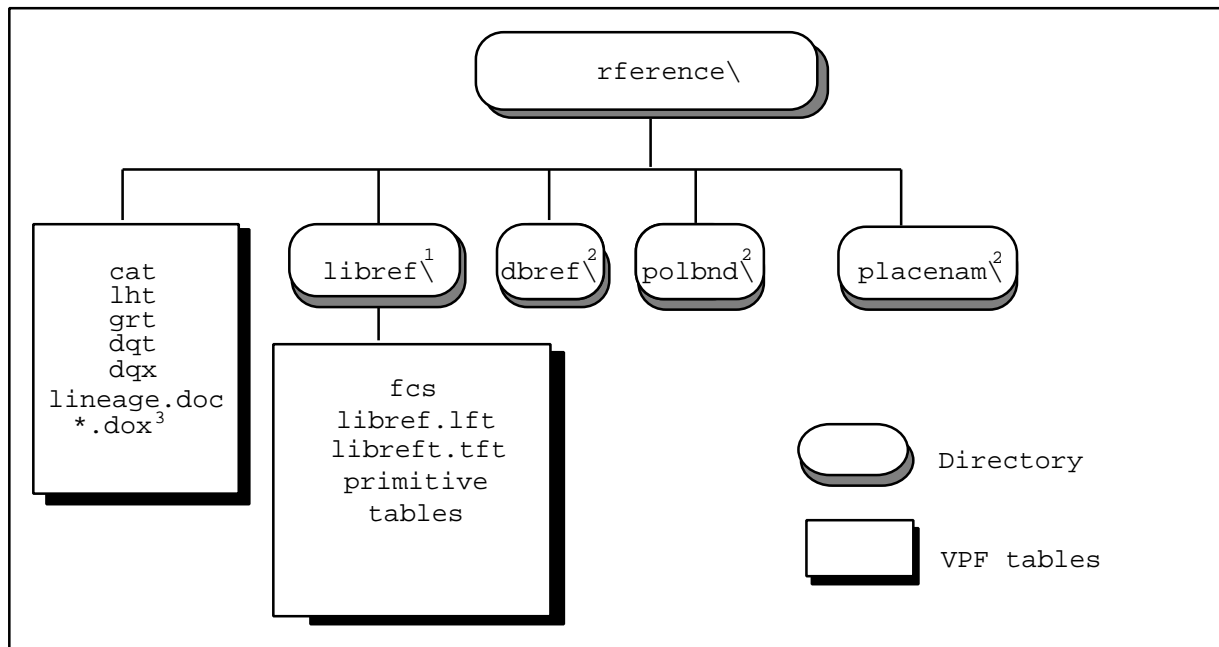 rference\
cat
lht
grt
dqt
dqx
lineage.doc
*.dox³
libref\¹
dbref\²
polbnd\²
placenam\²
fcs
libref.lft
libreft.tft
primitive
tables
Directory
VPF tables